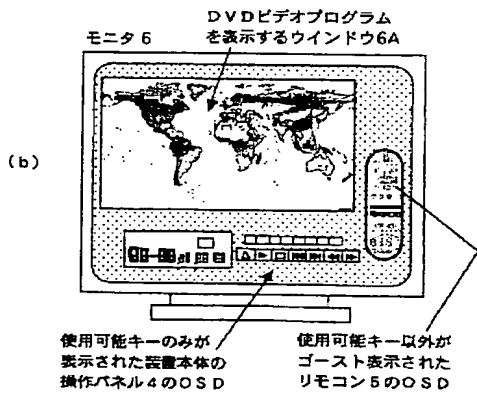 DVDビデオプログラム
を表示するウインドウ6A
モニタ6
(b)
使用可能キーのみが
表示された装置本体の
操作パネル4のOSD
使用可能キー以外が
ゴースト表示された
リモコン5のOSD